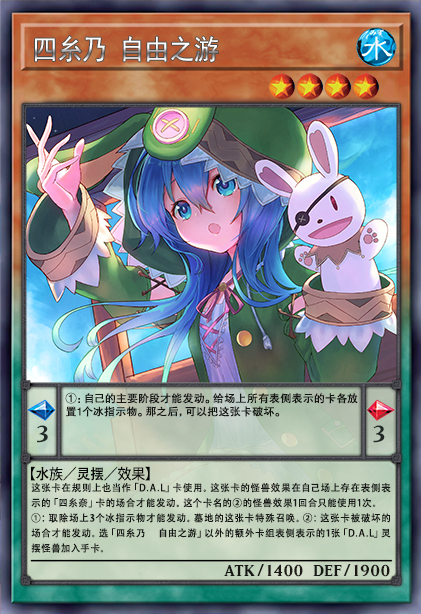 四糸乃 自由之游
水
①：自己的主要阶段才能发动。给场上所有表侧表示的卡各放
置1个冰指示物。那之后，可以把这张卡破坏。
3
3
【水族／灵摆／效果】
这张卡在规则上也当作「D.A.L」卡使用。这张卡的怪兽效果在自己场上存在表侧表
示的「四糸奈」卡的场合才能发动。这个卡名的②的怪兽效果1回合只能使用1次。
①：取除场上3个冰指示物才能发动。墓地的这张卡特殊召唤。②：这张卡被破坏的
场合才能发动。选「四糸乃 自由之游」以外的额外卡组表侧表示的1张「D.A.L」灵
摆怪兽加入手卡。
ATK/1400 DEF/1900